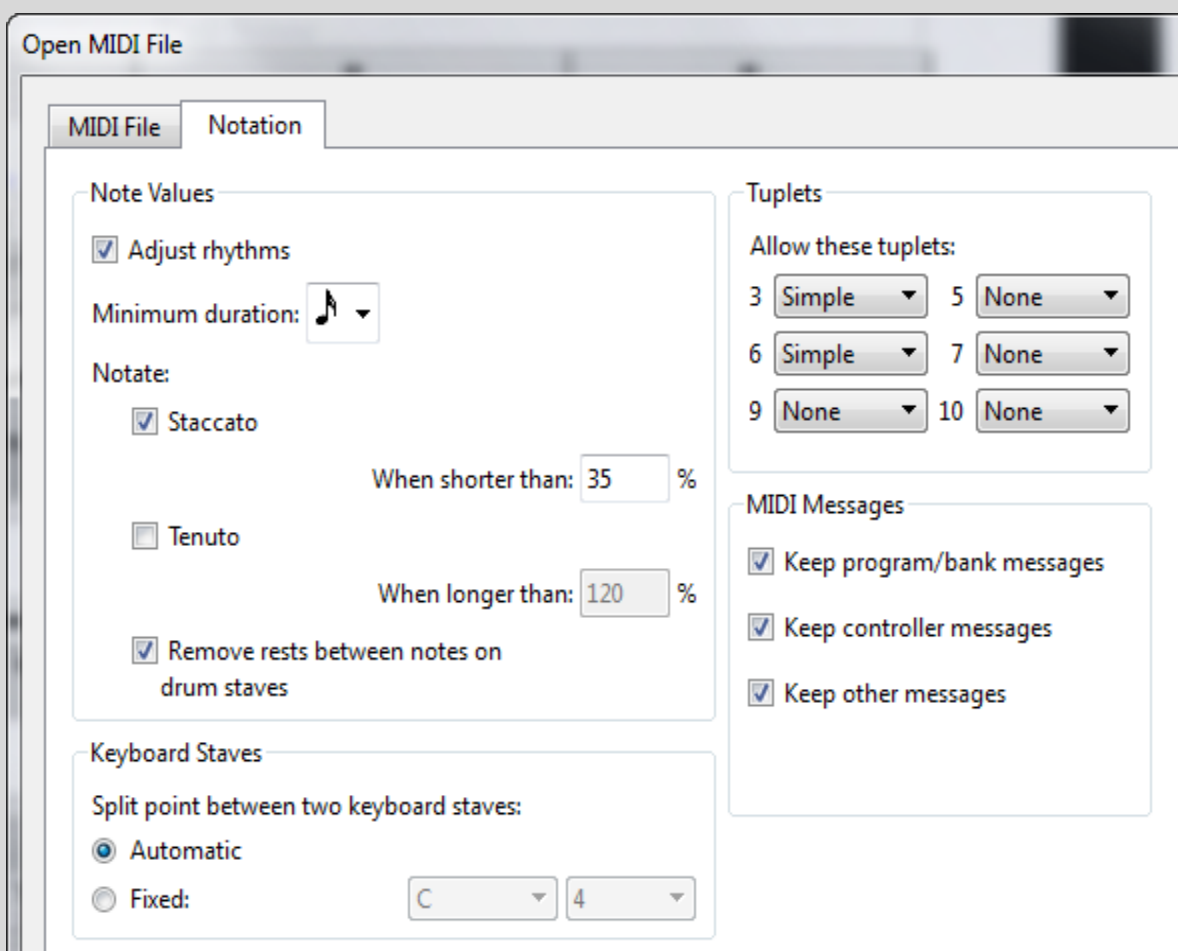 Open MIDI File
MIDI File
Notation
Note Values
Adjust rhythms
Minimum duration:
Notate:
Staccato
When shorter than: 35 %
Tenuto
When longer than: 120 %
Remove rests between notes on
drum staves
Keyboard Staves
Split point between two keyboard staves:
Automatic
Fixed: C 4
Tuplets
Allow these tuplets:
3 Simple 5 None
6 Simple 7 None
9 None 10 None
MIDI Messages
Keep program/bank messages
Keep controller messages
Keep other messages